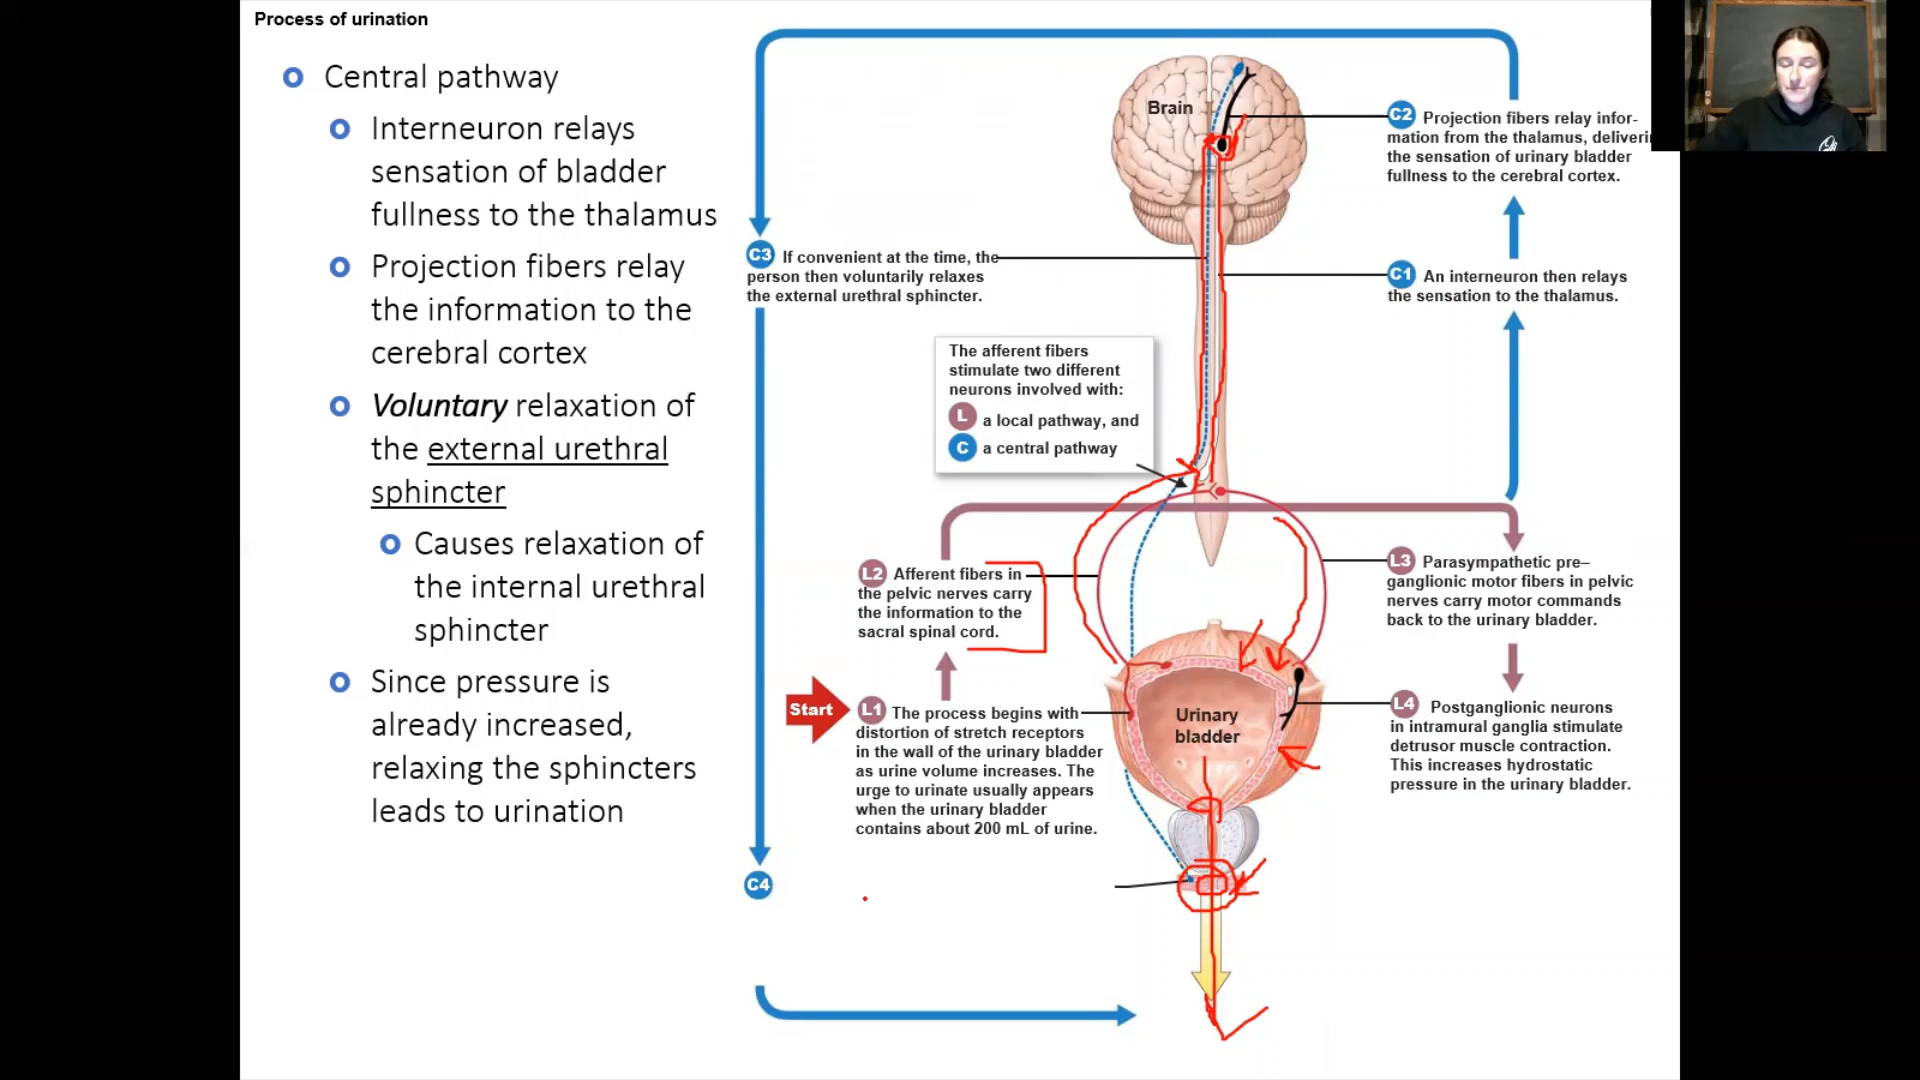 Process of urination
Central pathway
Interneuron relays
sensation of bladder
fullness to the thalamus
Projection fibers relay
the information to the
cerebral cortex
Voluntary relaxation of
the external urethral
sphincter
Causes relaxation of
the internal urethral
sphincter
Since pressure is
already increased,
relaxing the sphincters
leads to urination
Brain
C2 Projection fibers relay infor-
mation from the thalamus, deliveri
the sensation of urinary bladder
fullness to the cerebral cortex.
C3 If convenient at the time, the
person then voluntarily relaxes
the external urethral sphincter.
C1 An interneuron then relays
the sensation to the thalamus.
The afferent fibers
stimulate two different
neurons involved with:
L a local pathway, and
C a central pathway
L2 Afferent fibers in
the pelvic nerves carry
the information to the
sacral spinal cord.
L3 Parasympathetic pre–
ganglionic motor fibers in pelvic
nerves carry motor commands
back to the urinary bladder.
Start
L1 The process begins with
distortion of stretch receptors
in the wall of the urinary bladder
as urine volume increases. The
urge to urinate usually appears
when the urinary bladder
contains about 200 mL of urine.
Urinary
bladder
L4 Postganglionic neurons
in intramural ganglia stimulate
detrusor muscle contraction.
This increases hydrostatic
pressure in the urinary bladder.
C4